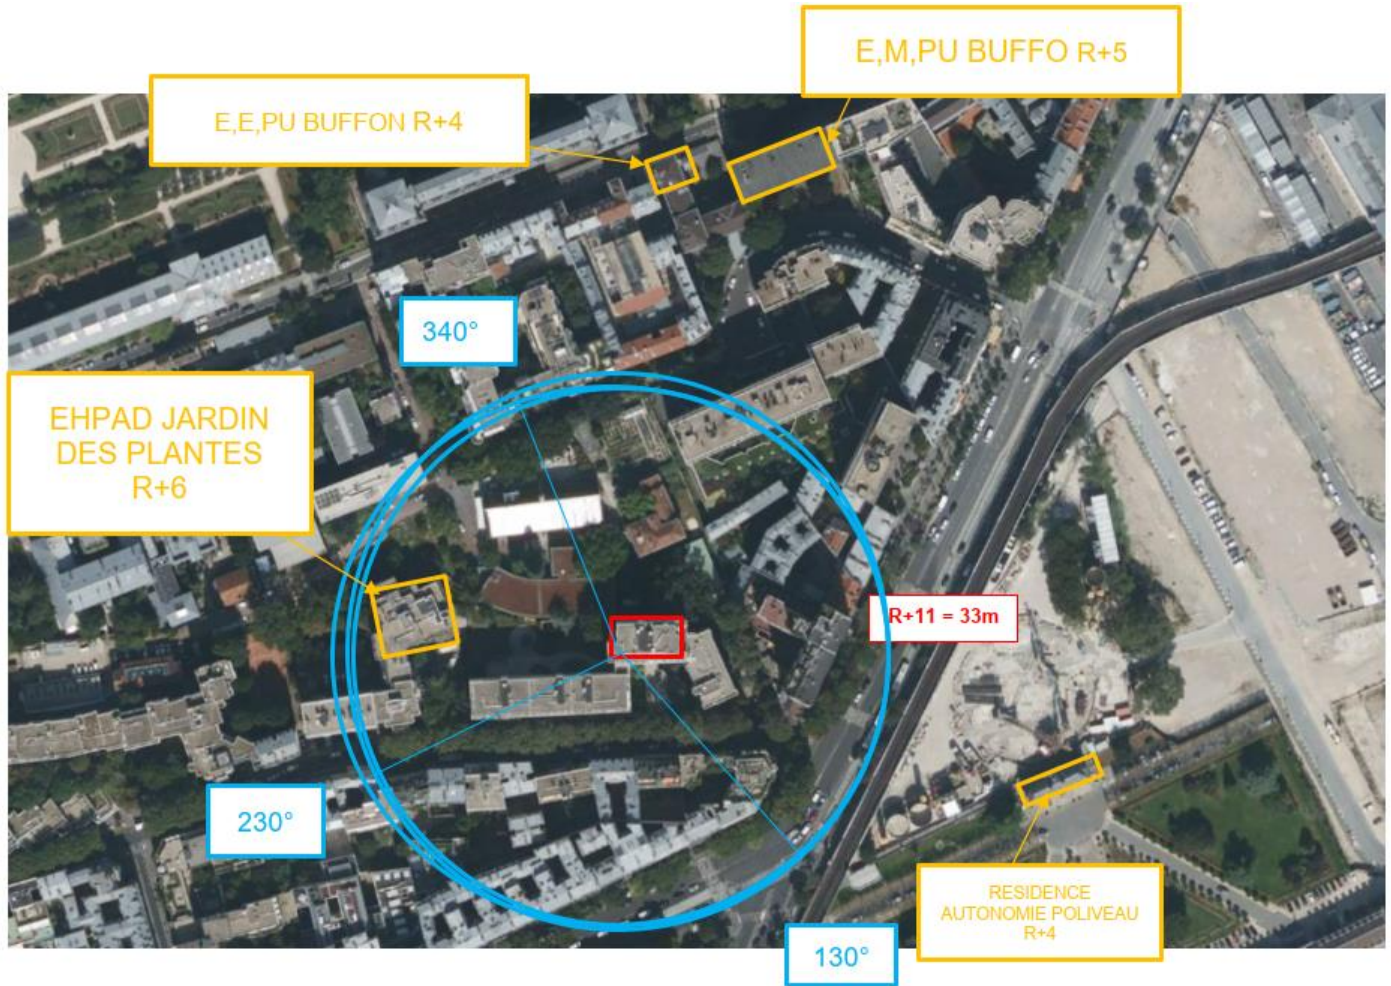 E,M,PU BUFFO R+5
E,E,PU BUFFON R+4
340°
EHPAD JARDIN
DES PLANTES
R+6
R+11 = 33m
230°
RESIDENCE
AUTONOMIE POLIVEAU
R+4
130°